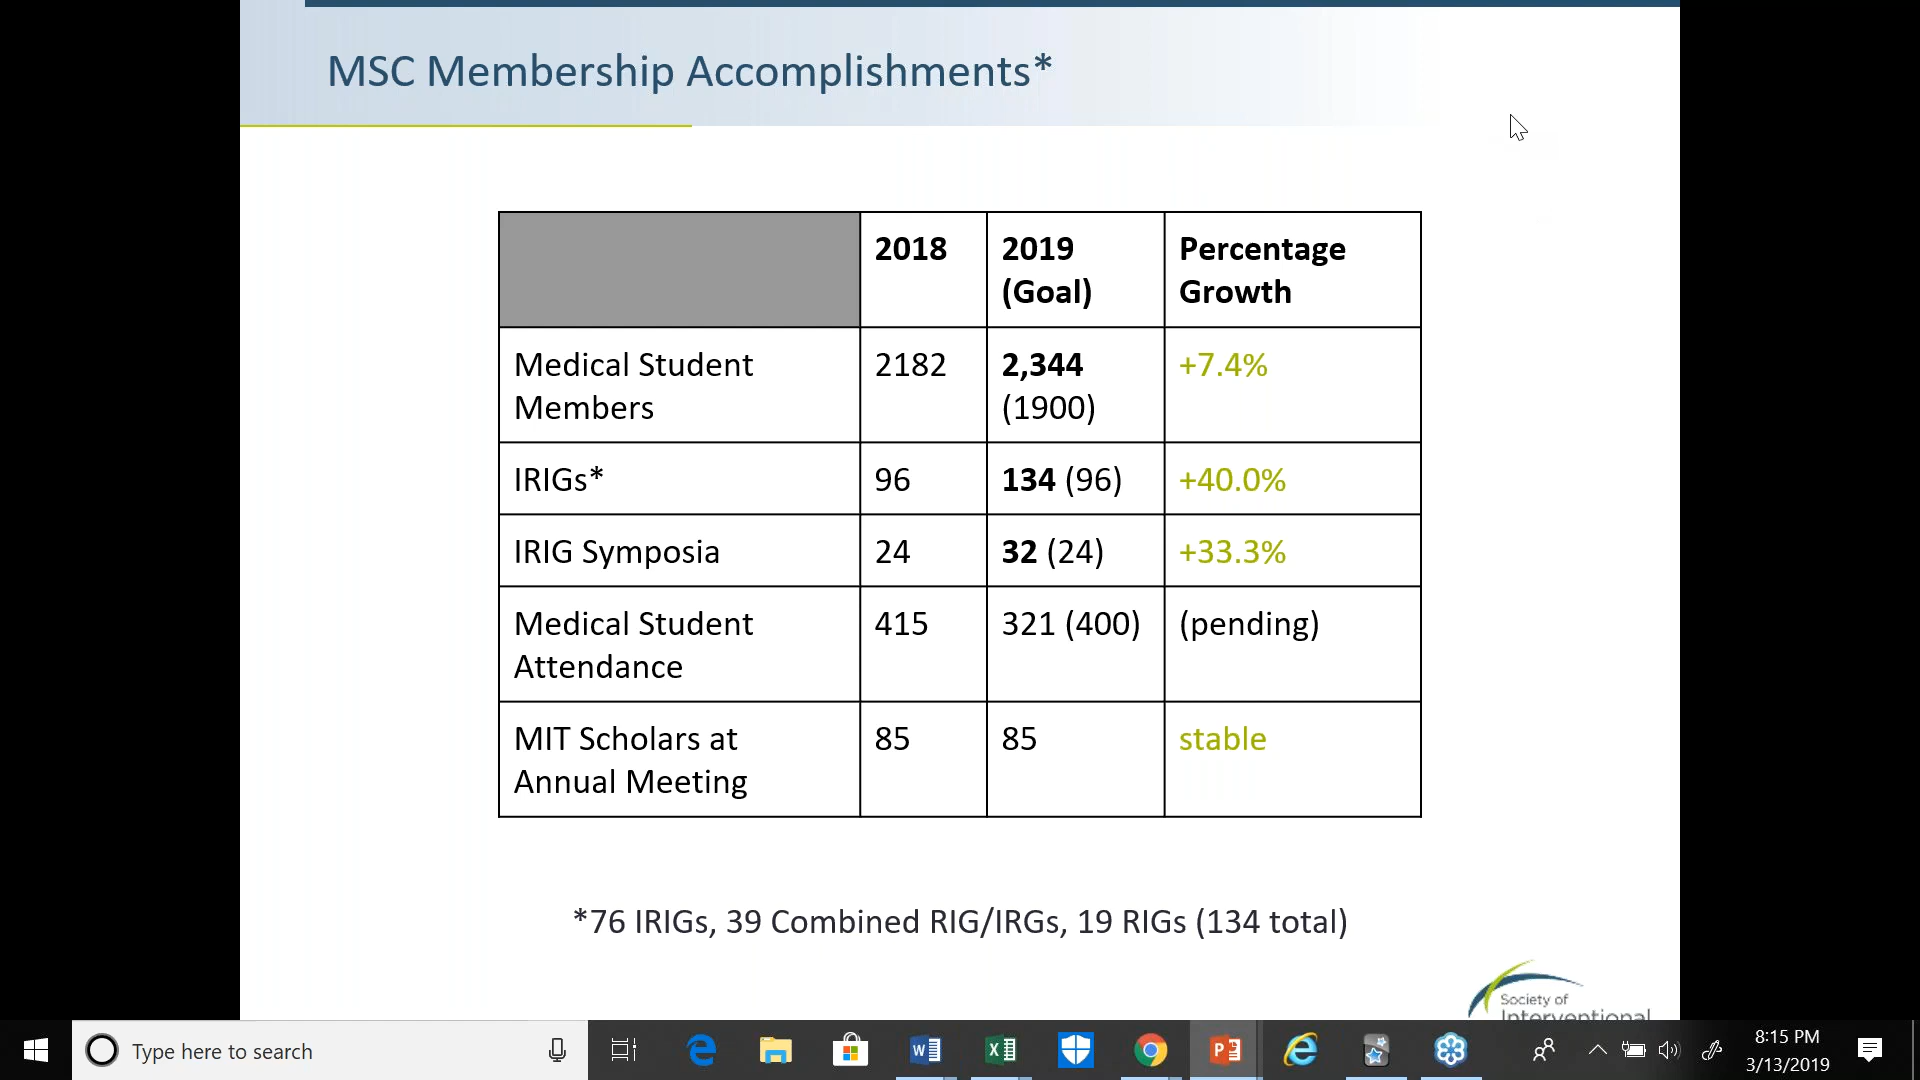 MSC Membership Accomplishments*
2018
2019
(Goal)
Percentage
Growth
Medical Student
Members
2182
2,344
(1900)
+7.4%
IRIGs*
96
134 (96)
+40.0%
IRIG Symposia
24
32 (24)
+33.3%
Medical Student
Attendance
415
321 (400)
(pending)
MIT Scholars at
Annual Meeting
85
85
stable
*76 IRIGs, 39 Combined RIG/IRGs, 19 RIGs (134 total)
Society of
Interventional
Type here to search
8:15 PM
3/13/2019